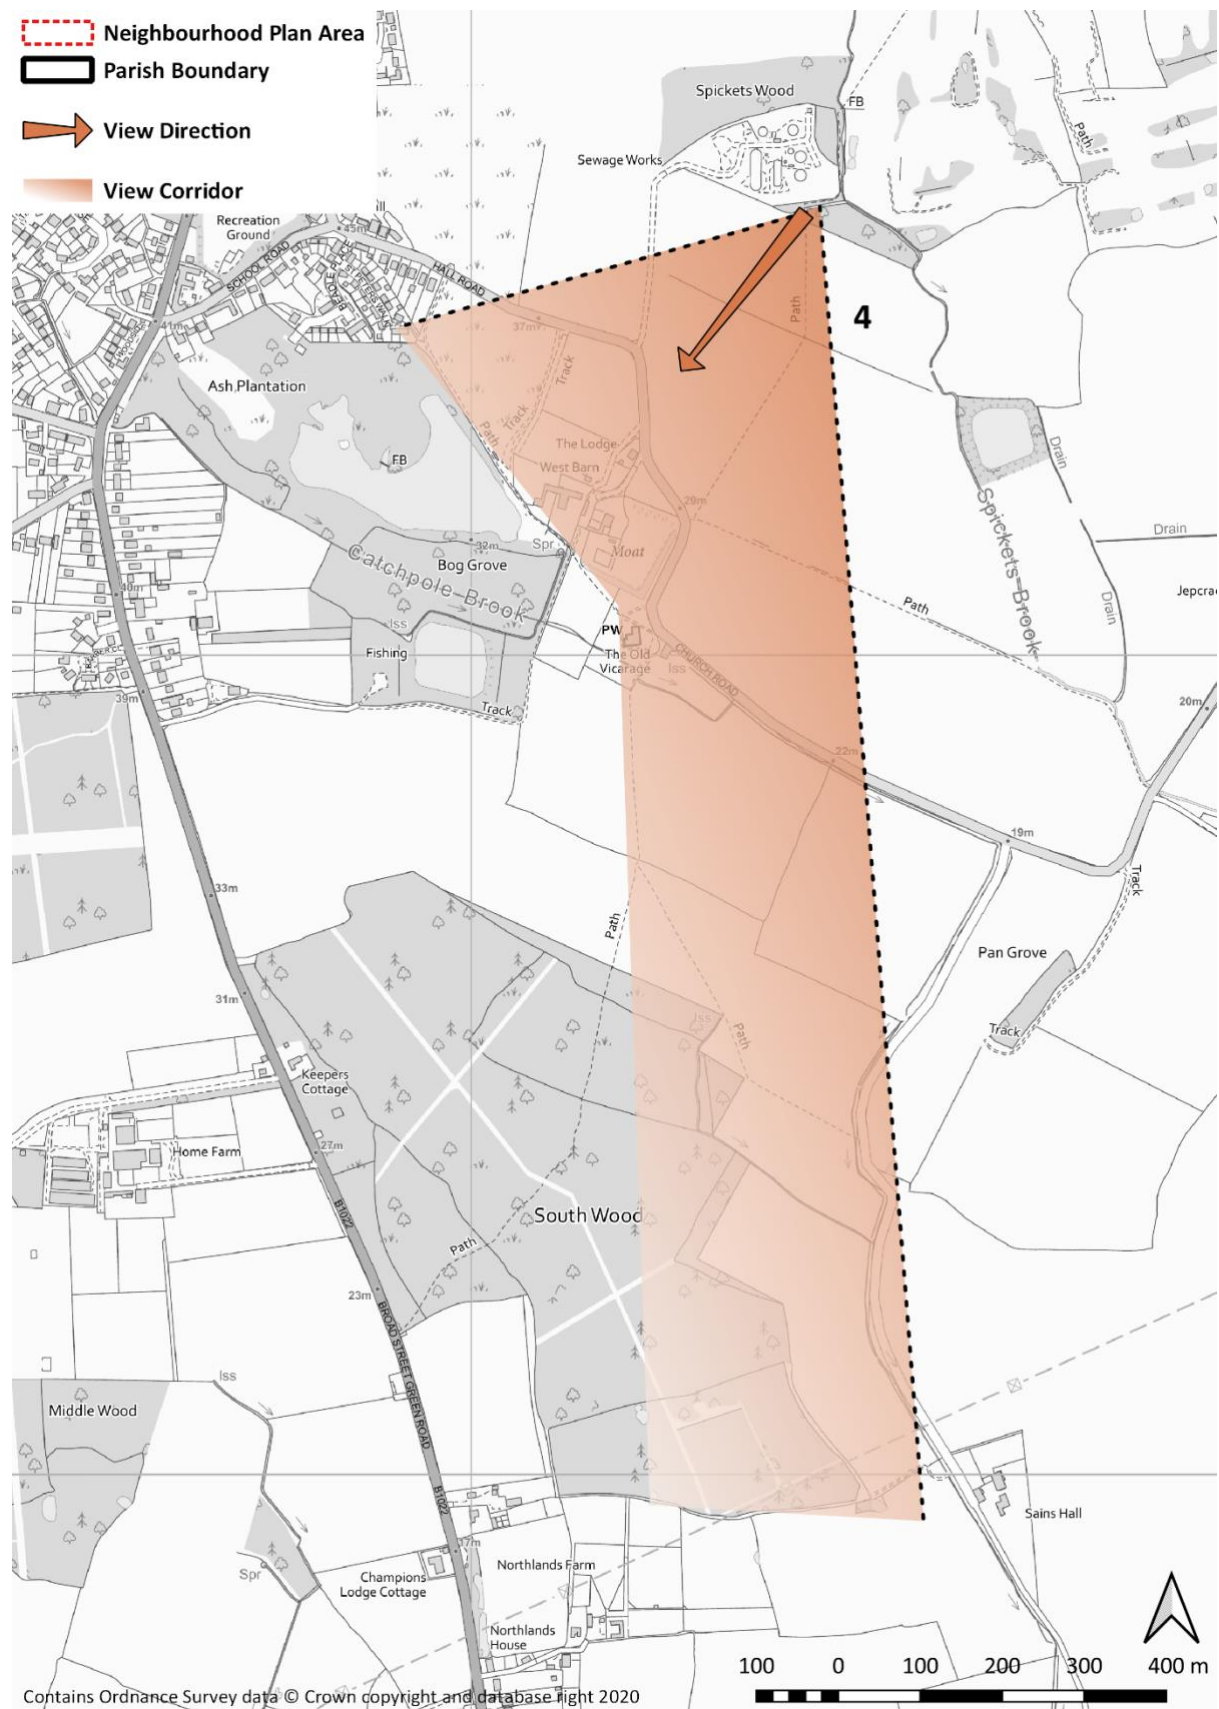 Neighbourhood Plan Area
Parish Boundary
View Direction
View Corridor
Spickets Wood
FB
Path
Sewage Works
Recreation
Ground
45m
SCHOOL ROAD
HALL ROAD
41m
37m
Path
4
Ash Plantation
Track
Track
Path
FB
The Lodge
West Barn
29m
Drain
Spickets Brook
Drain
Drain
32m
Spr
Moat
Bog Grove
Catchpole Brook
40m
Iss
Path
Jepcra
PW
The Old
Vicarage
Iss
CHURCH ROAD
Fishing
39m
Track
20m
22m
19m
Track
33m
Path
Pan Grove
31m
Iss
Path
Track
Keepers
Cottage
Home Farm
27m
B1022
South Wood
Path
23m
BROAD STREET GREEN ROAD
Iss
Middle Wood
B1022
Sains Hall
17m
Northlands Farm
Spr
Champions
Lodge Cottage
Northlands
House
100 0 100 200 300 400 m
Contains Ordnance Survey data © Crown copyright and database right 2020